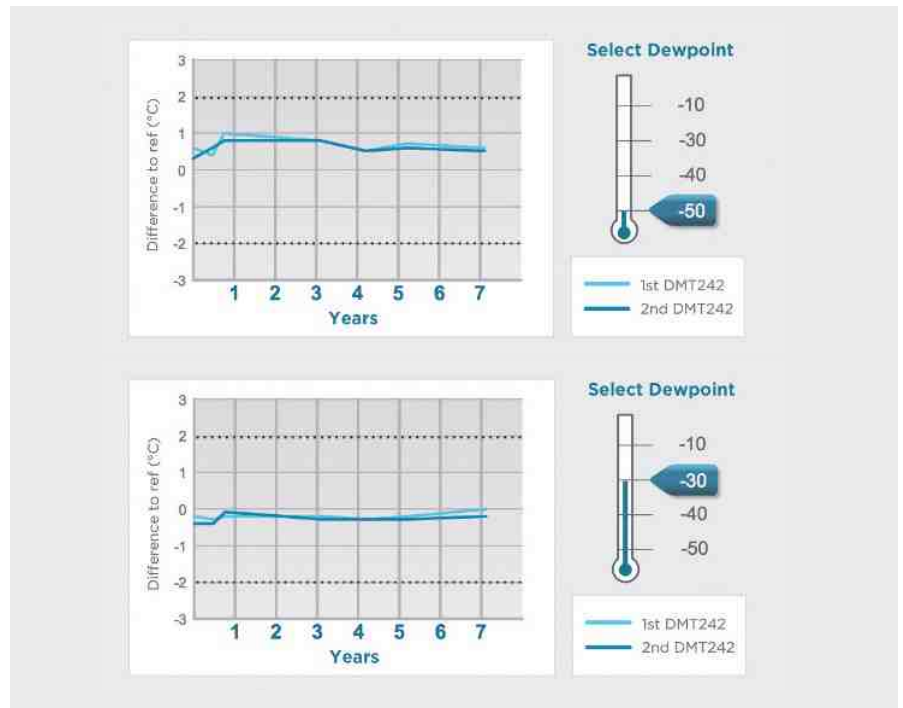 Select Dewpoint
3
2
1
0
-1
-2
-3
Difference to ref (°C)
1 2 3 4 5 6 7
Years
-10
-30
-40
-50
1st DMT242
2nd DMT242
Select Dewpoint
3
2
1
0
-1
-2
-3
Difference to ref (°C)
1 2 3 4 5 6 7
Years
-10
-30
-40
-50
1st DMT242
2nd DMT242